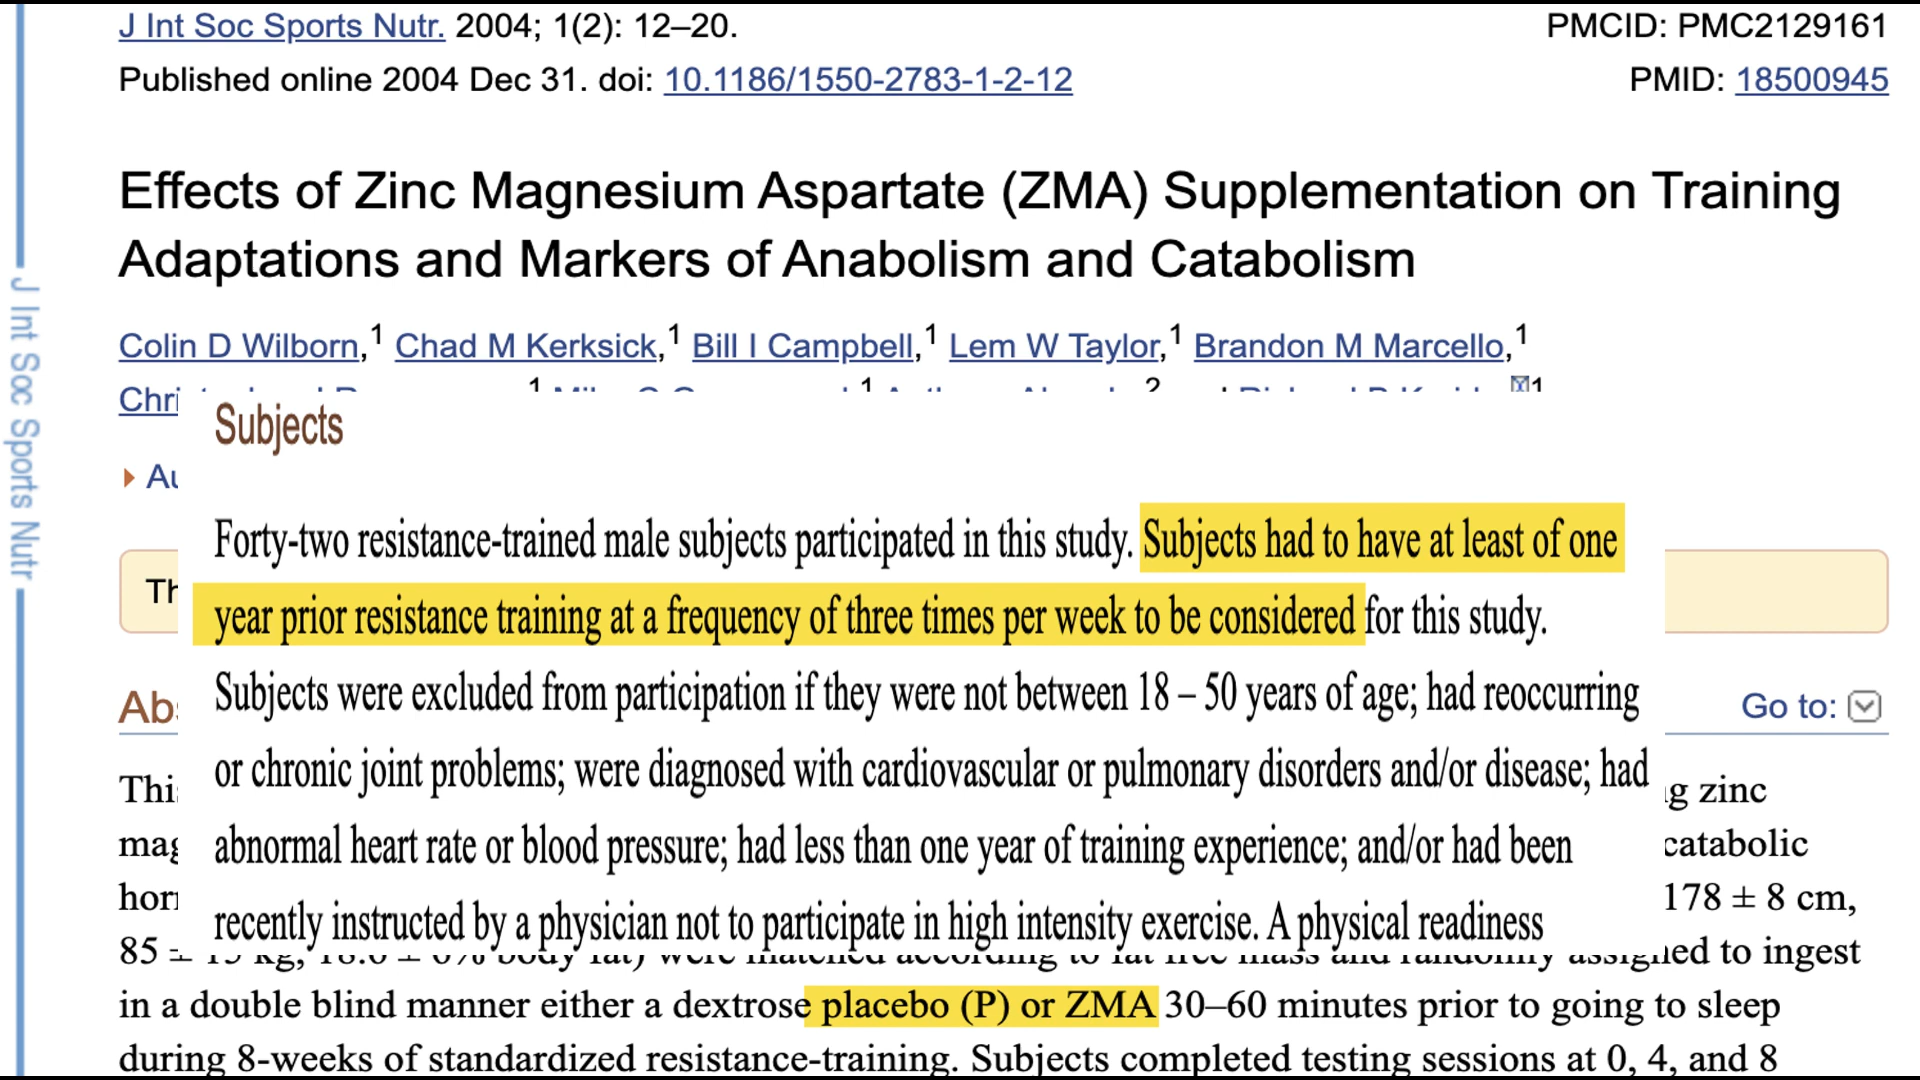 J Int Soc Sports Nutr. 2004; 1(2): 12–20.
PMCID: PMC2129161
Published online 2004 Dec 31. doi: 10.1186/1550-2783-1-2-12
PMID: 18500945
Effects of Zinc Magnesium Aspartate (ZMA) Supplementation on Training
Adaptations and Markers of Anabolism and Catabolism
Colin D Wilborn,1 Chad M Kerksick,1 Bill I Campbell,1 Lem W Taylor,1 Brandon M Marcello,1
J Int Soc Sports Nutr
Subjects
Forty-two resistance-trained male subjects participated in this study. Subjects had to have at least of one
year prior resistance training at a frequency of three times per week to be considered for this study.
Subjects were excluded from participation if they were not between 18 – 50 years of age; had reoccurring
or chronic joint problems; were diagnosed with cardiovascular or pulmonary disorders and/or disease; had
abnormal heart rate or blood pressure; had less than one year of training experience; and/or had been
recently instructed by a physician not to participate in high intensity exercise. A physical readiness
Go to:
zinc
catabolic
178 ± 8 cm,
85 to ingest
in a double blind manner either a dextrose placebo (P) or ZMA 30–60 minutes prior to going to sleep
during 8-weeks of standardized resistance-training. Subjects completed testing sessions at 0, 4, and 8